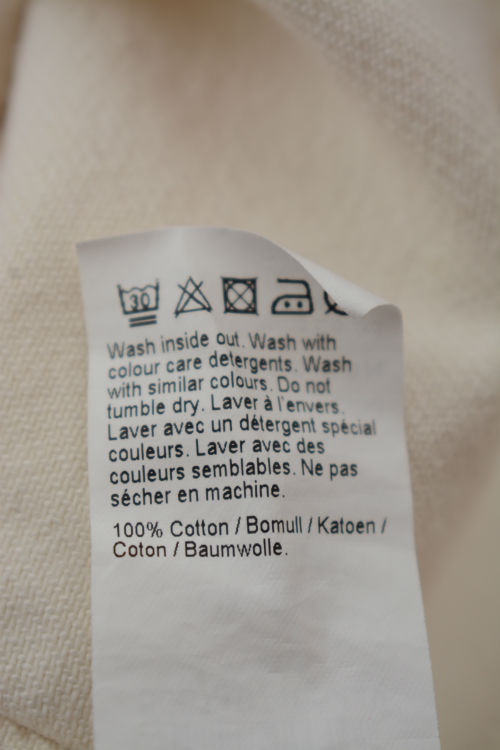 30
Wash inside out. Wash with
colour care detergents. Wash
with similar colours. Do not
tumble dry. Laver à l'envers.
Laver avec un détergent spécial
couleurs. Laver avec des
couleurs semblables. Ne pas
sécher en machine.
100% Cotton / Bomull / Katoen /
Coton / Baumwolle.